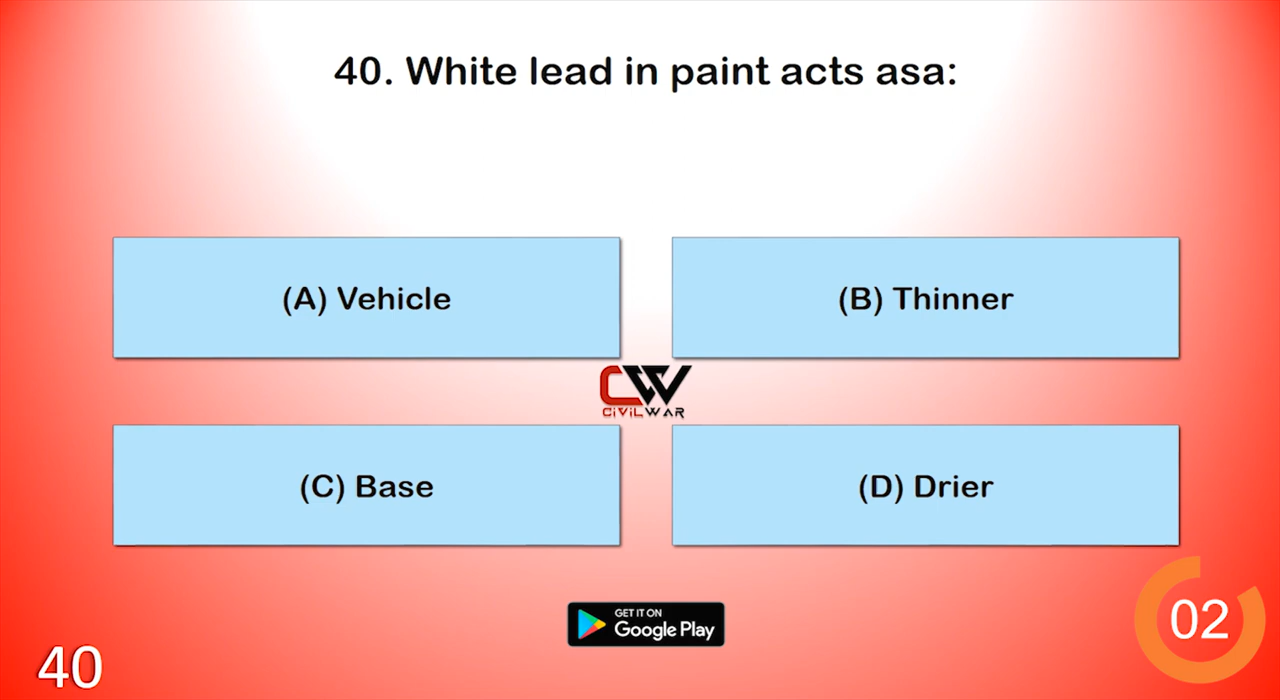 40. White lead in paint acts asa:
(A) Vehicle
(B) Thinner
CW
CiViLWAR
(C) Base
(D) Drier
GET IT ON
Google Play
02
40